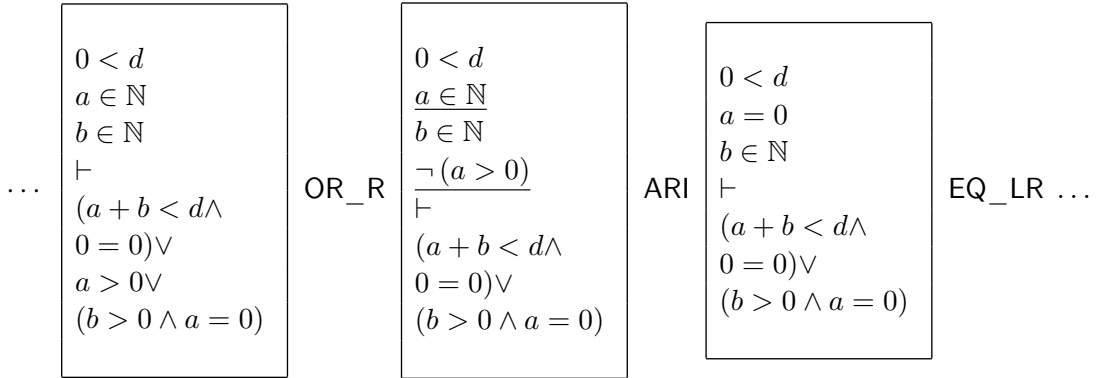 …
0 < d
a ∈ ℕ
b ∈ ℕ
⊢
(a + b < d∧
0 = 0)∨
a > 0∨
(b > 0 ∧ a = 0)
OR_R
0 < d
a ∈ ℕ
b ∈ ℕ
¬ (a > 0)
⊢
(a + b < d∧
0 = 0)∨
(b > 0 ∧ a = 0)
ARI
0 < d
a = 0
b ∈ ℕ
⊢
(a + b < d∧
0 = 0)∨
(b > 0 ∧ a = 0)
EQ_LR …